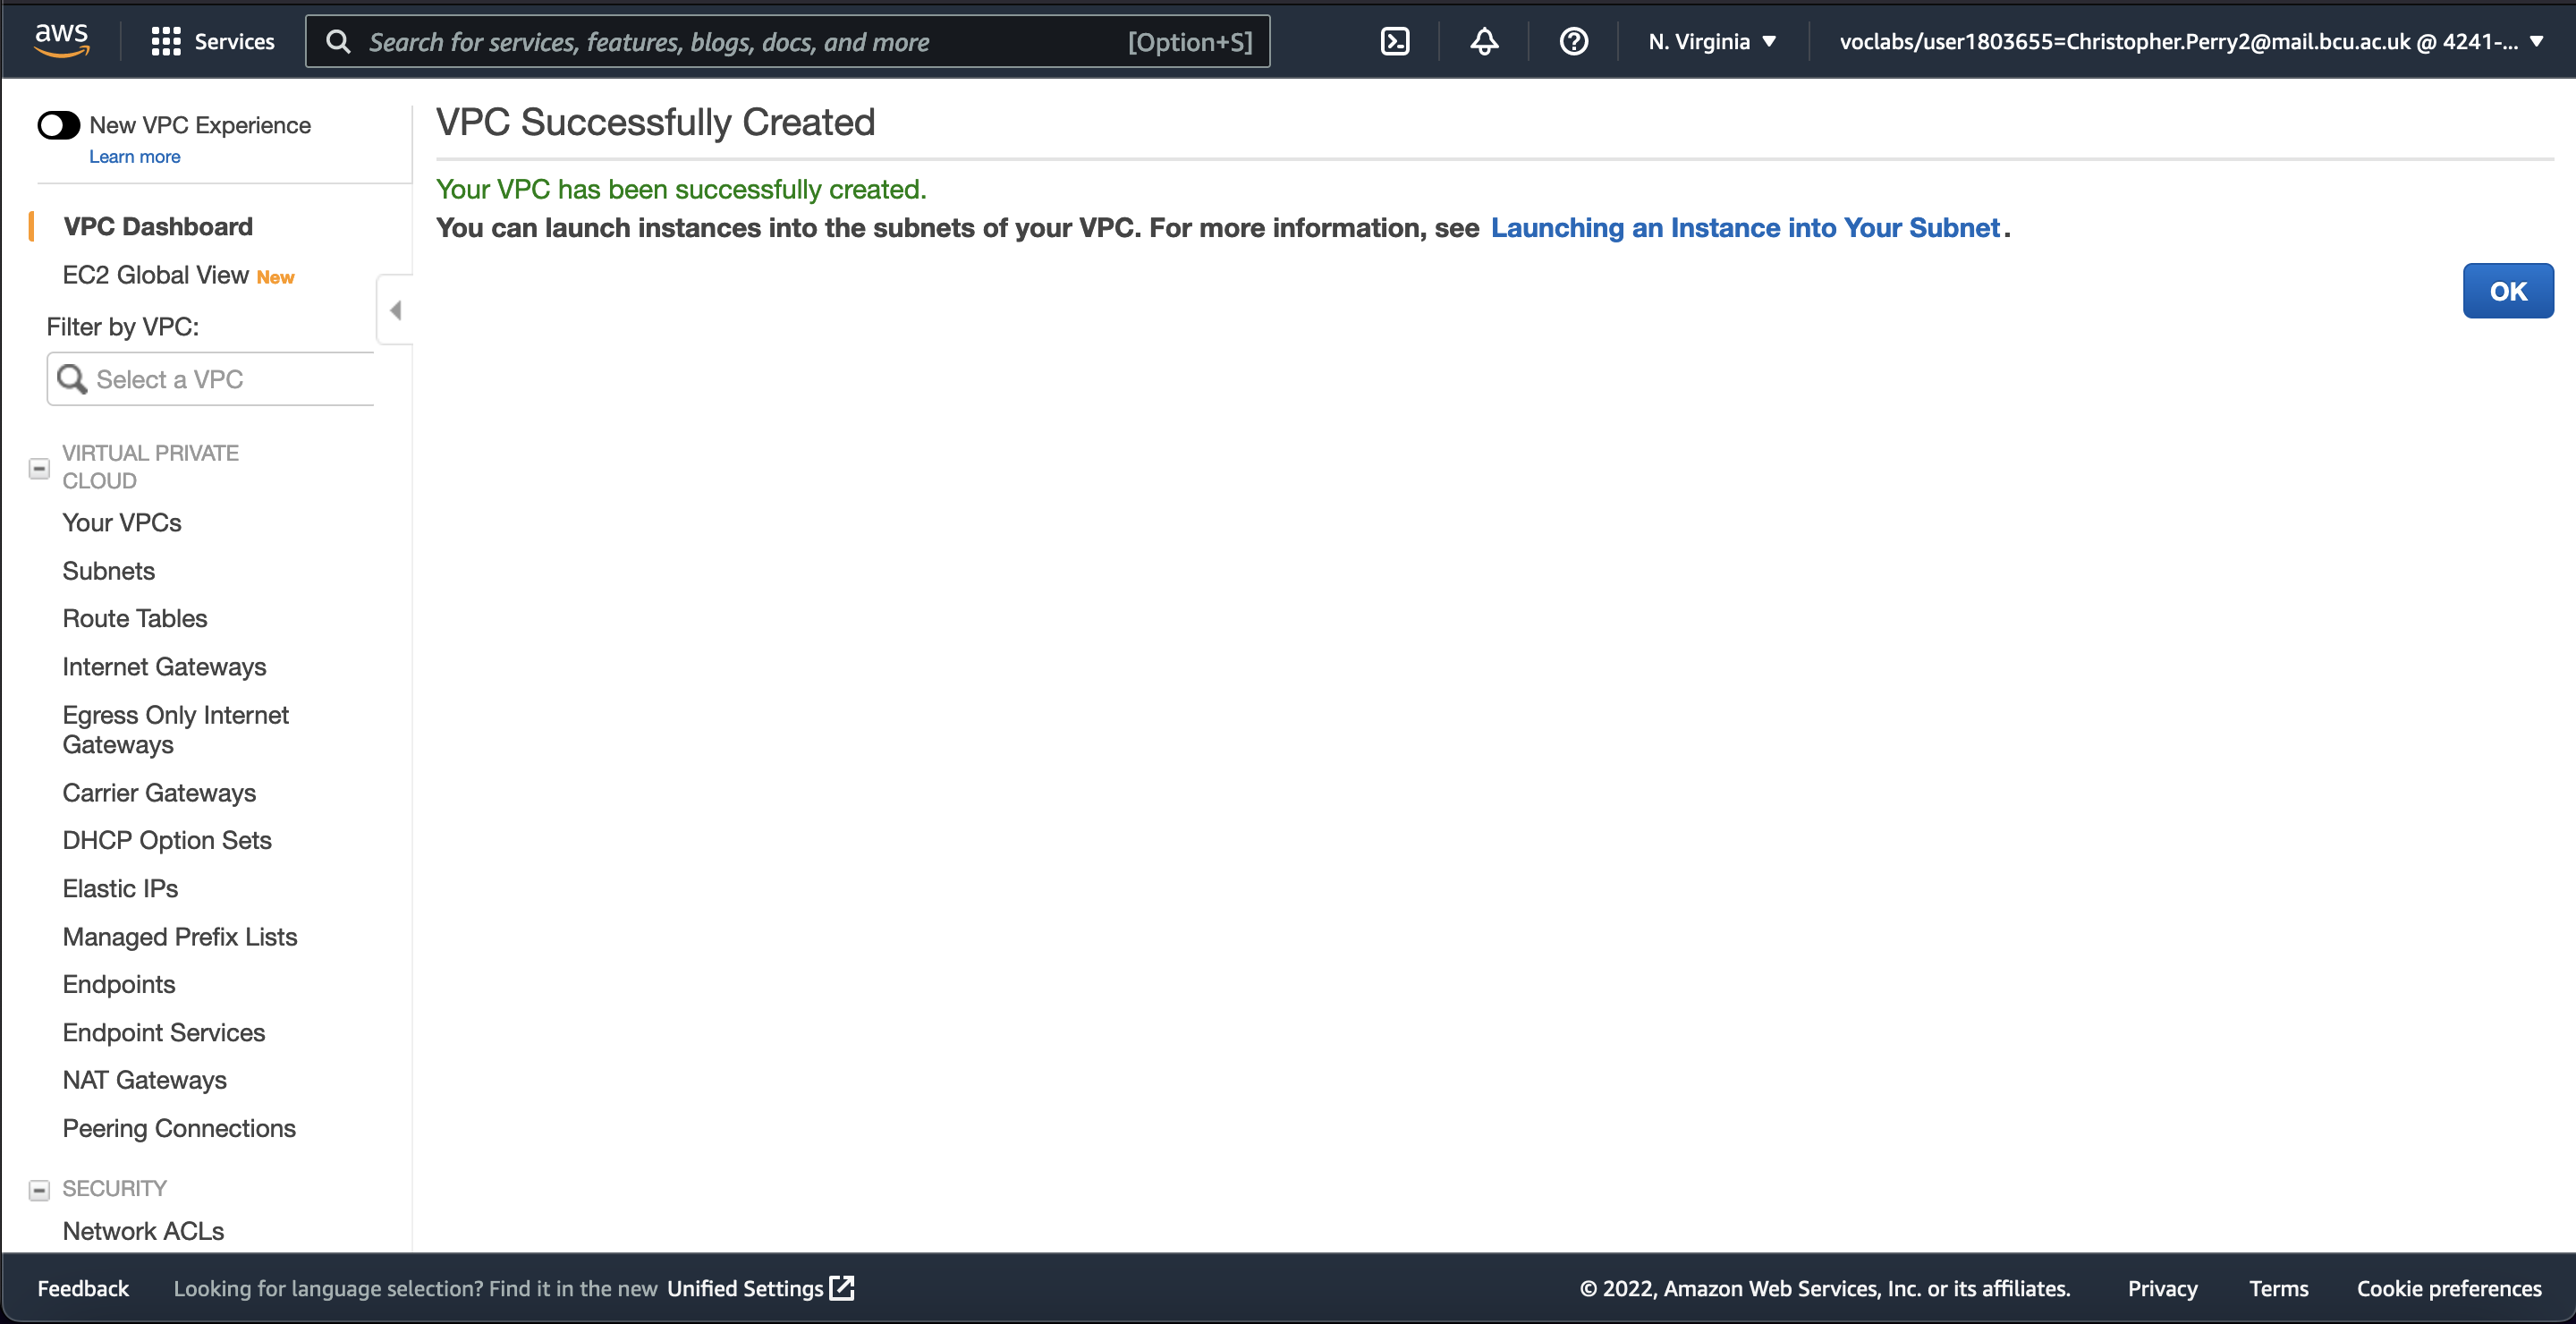 aws
Services
Search for services, features, blogs, docs, and more
[Option+S]
N. Virginia
voclabs/user1803655=Christopher.Perry2@mail.bcu.ac.uk @ 4241-...
New VPC Experience
Learn more
VPC Dashboard
EC2 Global View New
Filter by VPC:
Select a VPC
VIRTUAL PRIVATE
CLOUD
Your VPCs
Subnets
Route Tables
Internet Gateways
Egress Only Internet
Gateways
Carrier Gateways
DHCP Option Sets
Elastic IPs
Managed Prefix Lists
Endpoints
Endpoint Services
NAT Gateways
Peering Connections
SECURITY
Network ACLs
VPC Successfully Created
Your VPC has been successfully created.
You can launch instances into the subnets of your VPC. For more information, see Launching an Instance into Your Subnet.
OK
Feedback
Looking for language selection? Find it in the new Unified Settings
© 2022, Amazon Web Services, Inc. or its affiliates.
Privacy
Terms
Cookie preferences